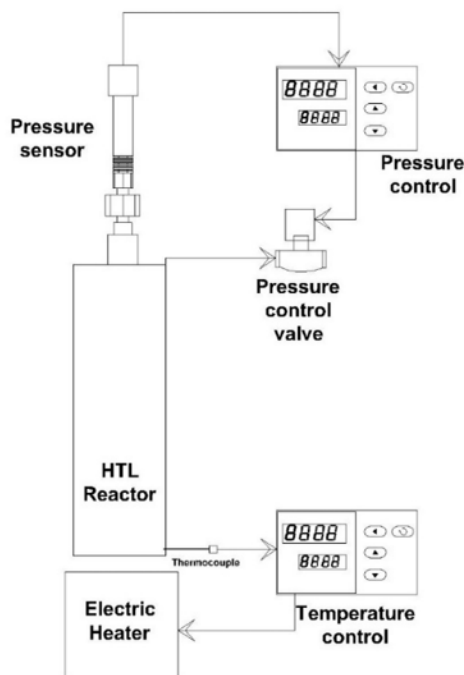 8888
8888
Pressure
sensor
Pressure
control
Pressure
control
valve
HTL
Reactor
Thermocouple
8888
8888
Electric
Heater
Temperature
control